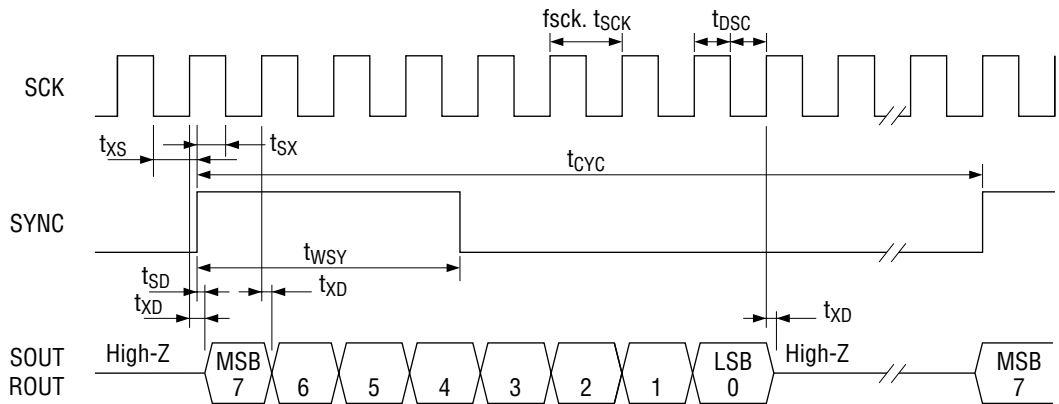 fsck. tSCK
tDSC
SCK
tXS
tSX
tCYC
SYNC
tWSY
tSD
tXD
tXD
tXD
SOUT
ROUT
High-Z
MSB
7
6
5
4
3
2
1
LSB
0
High-Z
MSB
7